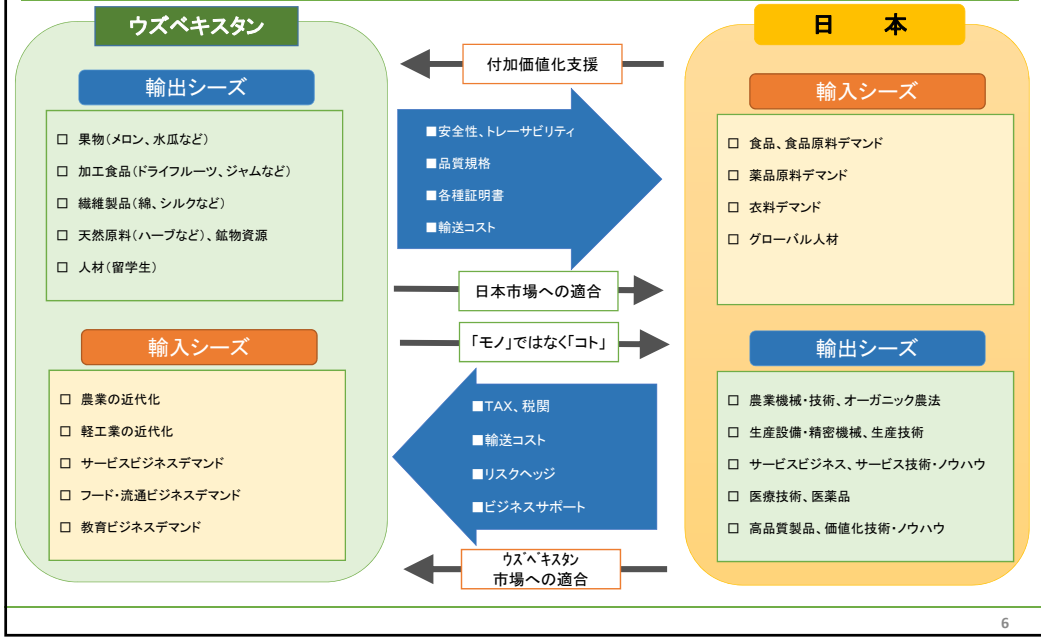 ウズベキスタン
輸出シーズ
□ 果物(メロン、水瓜など)
□ 加工食品(ドライフルーツ、ジャムなど)
□ 繊維製品(綿、シルクなど)
□ 天然原料(ハーブなど)、鉱物資源
□ 人材(留学生)
輸入シーズ
□ 農業の近代化
□ 軽工業の近代化
□ サービスビジネスデマンド
□ フード・流通ビジネスデマンド
□ 教育ビジネスデマンド
付加価値化支援
■安全性、トレーサビリティ
■品質規格
■各種証明書
■輸送コスト
日本市場への適合
「モノ」ではなく「コト」
■TAX、税関
■輸送コスト
■リスクヘッジ
■ビジネスサポート
ウズベキスタン
市場への適合
日 本
輸入シーズ
□ 食品、食品原料デマンド
□ 薬品原料デマンド
□ 衣料デマンド
□ グローバル人材
輸出シーズ
□ 農業機械・技術、オーガニック農法
□ 生産設備・精密機械、生産技術
□ サービスビジネス、サービス技術・ノウハウ
□ 医療技術、医薬品
□ 高品質製品、価値化技術・ノウハウ
6